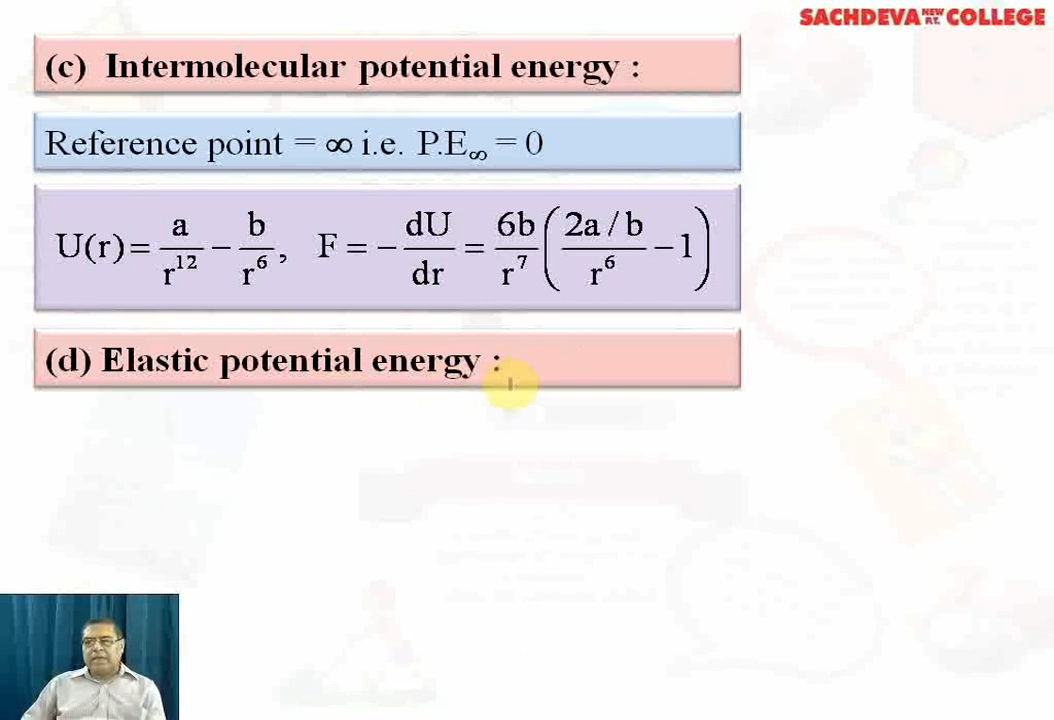 SACHDEVA NEW P.T. COLLEGE
(c) Intermolecular potential energy :
Reference point = ∞ i.e. P.E∞ = 0
U(r) = a/r¹² − b/r⁶, F = − dU/dr = 6b/r⁷ (2a/b/r⁶ − 1)
(d) Elastic potential energy :